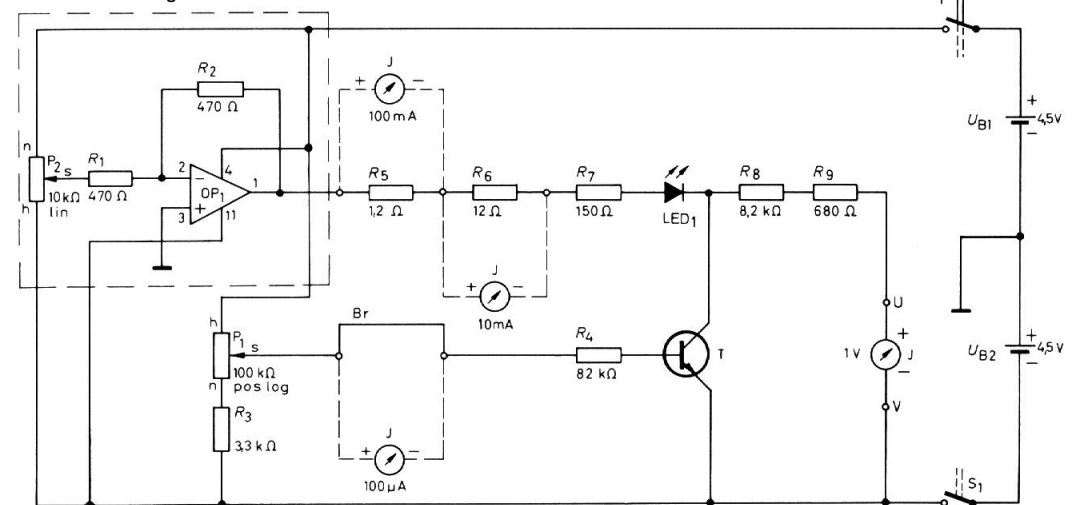 R2
470 Ω
J
+ −
100 mA
n
P2 s
10 kΩ
lin
h
R1
470 Ω
2 −
4
OP1
1
3 +
11
R5
1,2 Ω
R6
12 Ω
R7
150 Ω
LED1
R8
8,2 kΩ
R9
680 Ω
UB1
+
−
4,5V
J
+ −
10mA
h
P1 s
100 kΩ
pos log
n
Br
R4
82 kΩ
T
U
1 V
+
J
−
V
UB2
+
−
4,5V
R3
3,3 kΩ
J
+ −
100 µA
S1